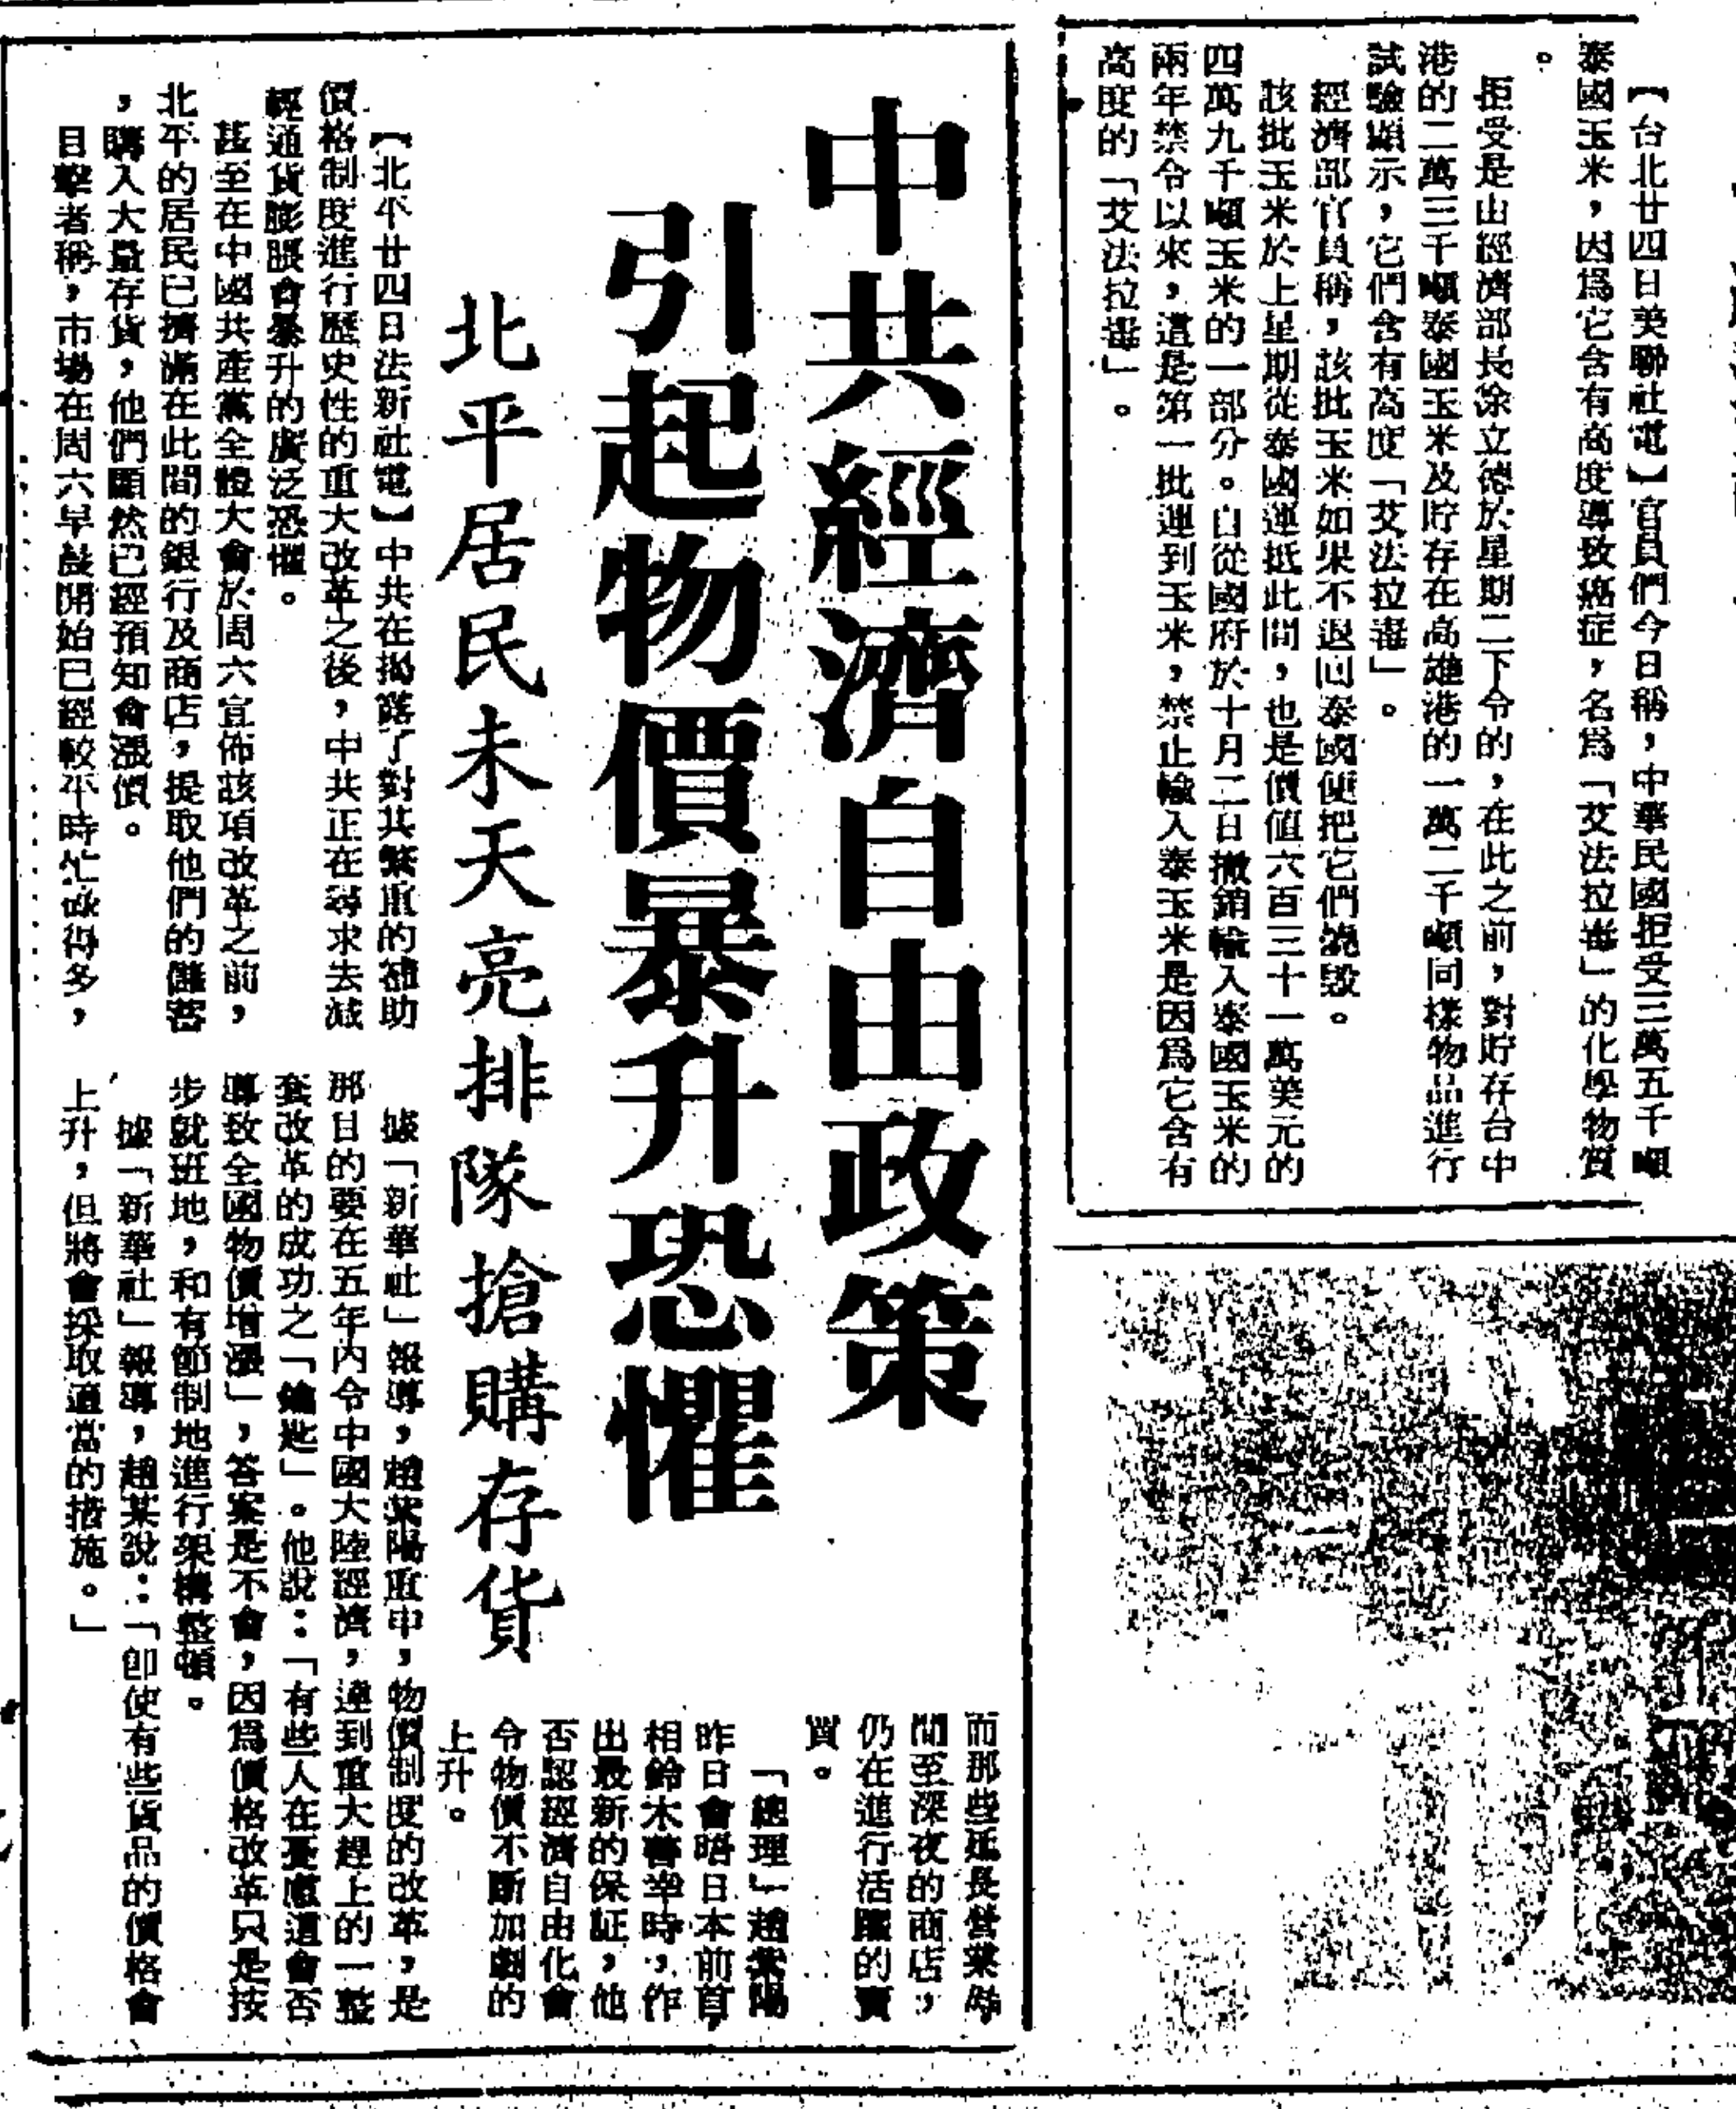 【台北廿四日美聯社電】官員們今日稱，中華民國拒受三萬五千噸
泰國玉米，因爲它含有高度導致癌症，名爲「艾法拉毒」的化學物質
。
拒受是由經濟部長徐立德於星期二下令的，在此之前，對貯存台中
港的二萬三千噸泰國玉米及貯存在高雄港的一萬二千噸同樣物品進行
試驗顯示，它們含有高度「艾法拉毒」。
經濟部官員稱，該批玉米如果不退回泰國便把它們燒毀。
該批玉米於上星期從泰國運抵此間，也是價值六百三十一萬美元的
四萬九千噸玉米的一部分。自從國府於十月二日撤銷輸入泰國玉米的
兩年禁令以來，這是第一批運到玉米，禁止輸入泰玉米是因爲它含有
高度的「艾法拉毒」。
中共經濟自由政策
引起物價暴升恐懼
北平居民未天亮排隊搶購存貨
【北平廿四日法新社電】中共在揭露了對其繁重的補助
價格制度進行歷史性的重大改革之後，中共正在尋求去減
輕通貨膨脹會暴升的廣泛恐懼。
甚至在中國共產黨全體大會於周六宣佈該項改革之前，
北平的居民已擠滿在此間的銀行及商店，提取他們的儲蓄
，購入大量存貨，他們顯然已經預知會漲價。
目擊者稱，市場在周六早晨開始已經較平時忙碌得多，
而那些延長營業時
間至深夜的商店，
仍在進行活躍的買
賣。
「總理」趙紫陽
昨日會晤日本前首
相鈴木善幸時，作
出最新的保証，他
否認經濟自由化會
令物價不斷加劇的
上升。
據「新華社」報導，趙紫陽重申，物價制度的改革，是
那目的要在五年內令中國大陸經濟，達到重大趕上的一整
套改革的成功之「鑰匙」。他說：「有些人在憂慮這會否
導致全國物價增漲」，答案是不會，因爲價格改革只是按
步就班地，和有節制地進行架構整頓。
據「新華社」報導，趙某說：「卽使有些貨品的價格會
上升，但將會採取適當的措施。」